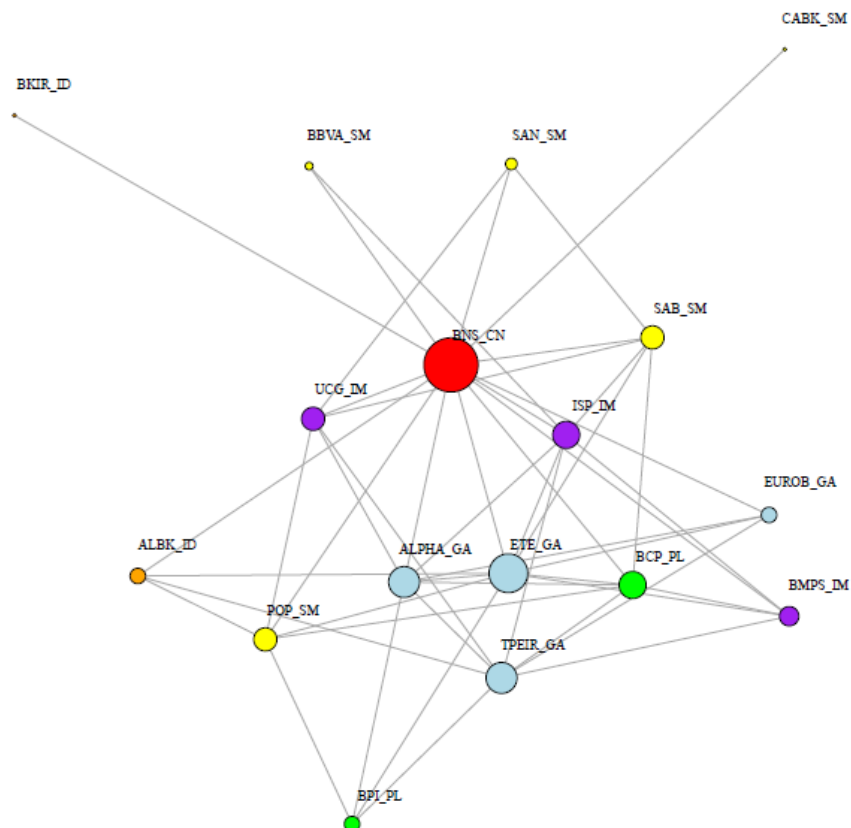 CABK_SM
BKIR_ID
BBVA_SM
SAN_SM
SAB_SM
BNS_CN
UCG_IM
ISP_IM
EUROB_GA
ALBK_ID
ALPHA_GA
ETE_GA
BCP_PL
BMPS_IM
POP_SM
TPEIR_GA
BPI_PL